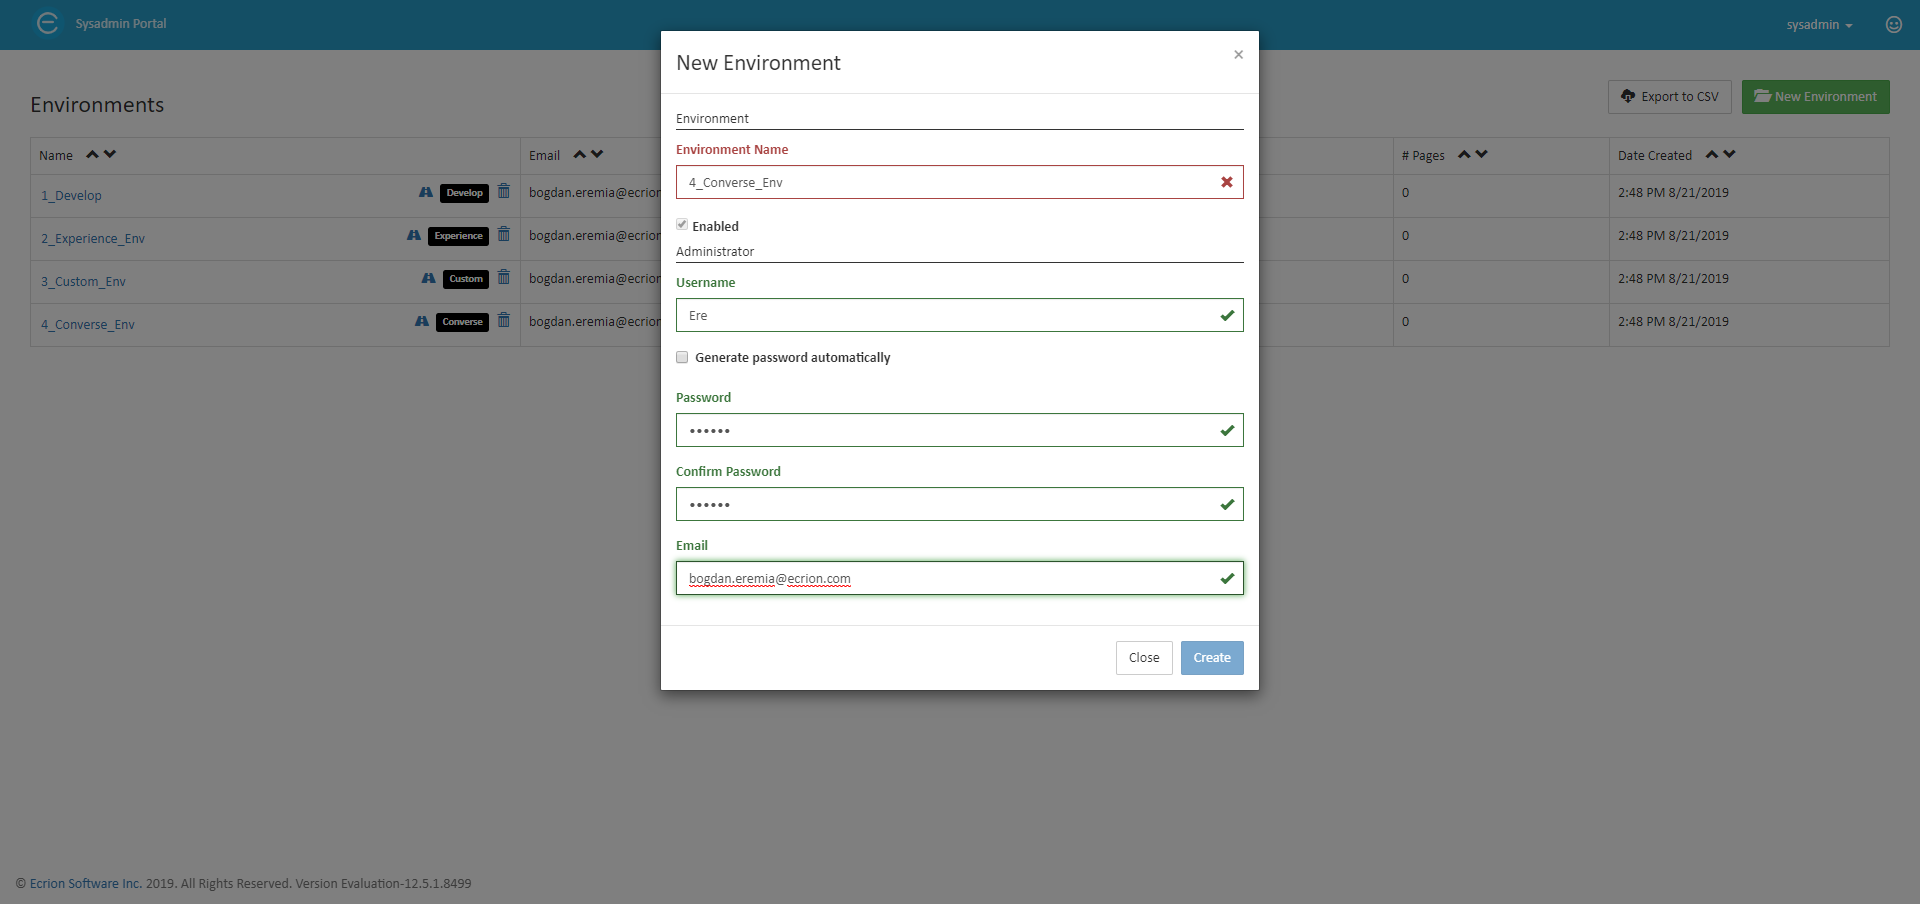 Sysadmin Portal
sysadmin
New Environment
×
Environments
Export to CSV
New Environment
Name
Email
# Pages
Date Created
1_Develop
Develop
bogdan.eremia@ecrion
0
2:48 PM 8/21/2019
2_Experience_Env
Experience
bogdan.eremia@ecrion
0
2:48 PM 8/21/2019
3_Custom_Env
Custom
bogdan.eremia@ecrion
0
2:48 PM 8/21/2019
4_Converse_Env
Converse
bogdan.eremia@ecrion
0
2:48 PM 8/21/2019
Environment
Environment Name
4_Converse_Env
Enabled
Administrator
Username
Ere
Generate password automatically
Password
••••••
Confirm Password
••••••
Email
bogdan.eremia@ecrion.com
Close
Create
© Ecrion Software Inc. 2019. All Rights Reserved. Version Evaluation-12.5.1.8499